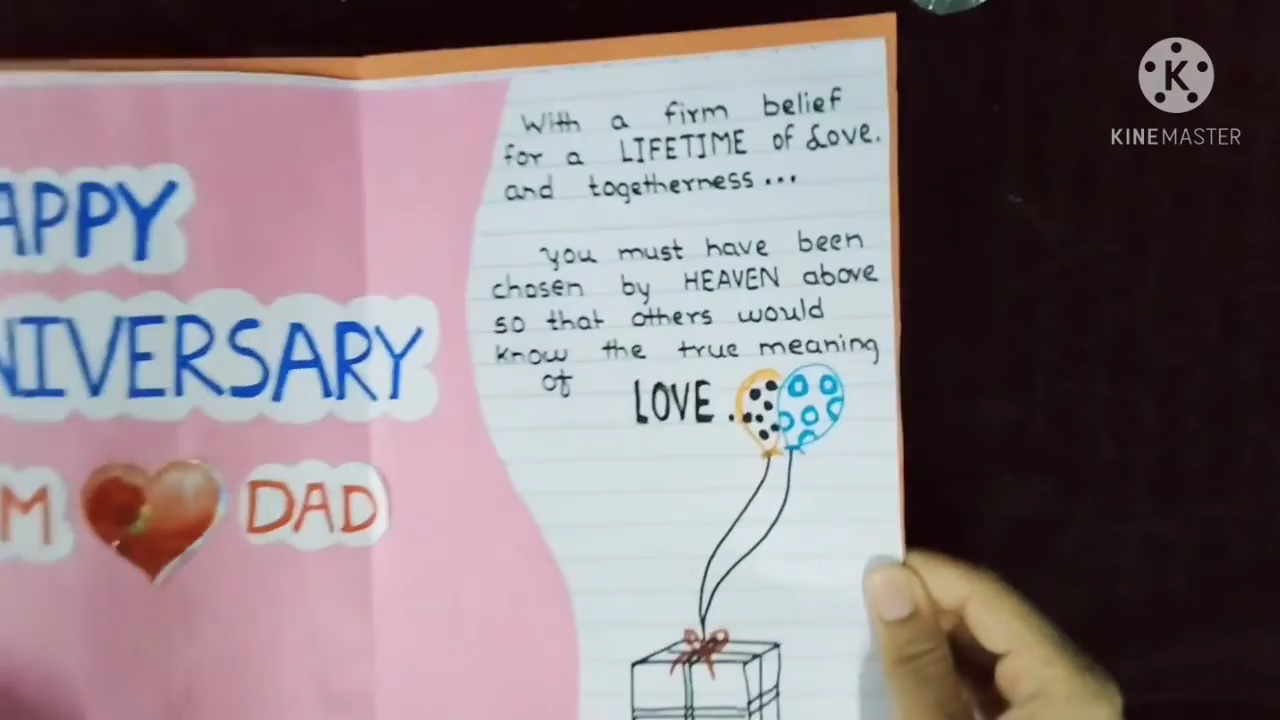 APPY
NIVERSARY
M DAD
With a firm belief
for a LIFETIME of Love.
and togetherness...
you must have been
chosen by HEAVEN above
so that others would
know the true meaning
of LOVE..
K
KINEMASTER